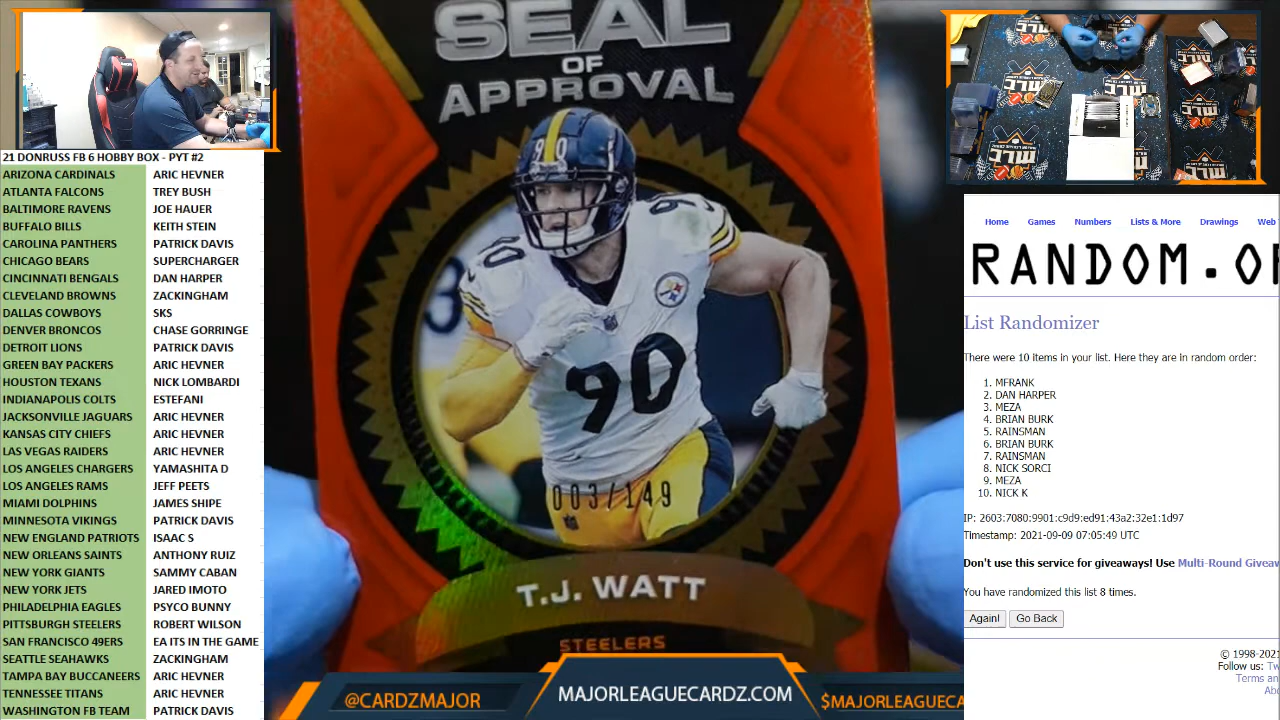 21 DONRUSS FB 6 HOBBY BOX - PYT #2
ARIZONA CARDINALS ARIC HEVNER
ATLANTA FALCONS TREY BUSH
BALTIMORE RAVENS JOE HAUER
BUFFALO BILLS KEITH STEIN
CAROLINA PANTHERS PATRICK DAVIS
CHICAGO BEARS SUPERCHARGER
CINCINNATI BENGALS DAN HARPER
CLEVELAND BROWNS ZACKINGHAM
DALLAS COWBOYS SKS
DENVER BRONCOS CHASE GORRINGE
DETROIT LIONS PATRICK DAVIS
GREEN BAY PACKERS ARIC HEVNER
HOUSTON TEXANS NICK LOMBARDI
INDIANAPOLIS COLTS ESTEFANI
JACKSONVILLE JAGUARS ARIC HEVNER
KANSAS CITY CHIEFS ARIC HEVNER
LAS VEGAS RAIDERS ARIC HEVNER
LOS ANGELES CHARGERS YAMASHITA D
LOS ANGELES RAMS JEFF PEETS
MIAMI DOLPHINS JAMES SHIPE
MINNESOTA VIKINGS PATRICK DAVIS
NEW ENGLAND PATRIOTS ISAAC S
NEW ORLEANS SAINTS ANTHONY RUIZ
NEW YORK GIANTS SAMMY CABAN
NEW YORK JETS JARED IMOTO
PHILADELPHIA EAGLES PSYCO BUNNY
PITTSBURGH STEELERS ROBERT WILSON
SAN FRANCISCO 49ERS EA ITS IN THE GAME
SEATTLE SEAHAWKS ZACKINGHAM
TAMPA BAY BUCCANEERS ARIC HEVNER
TENNESSEE TITANS ARIC HEVNER
WASHINGTON FB TEAM PATRICK DAVIS
SEAL
OF
APPROVAL
90
90
90
90
003/149
T.J. WATT
STEELERS
@CARDZMAJOR
MAJORLEAGUECARDZ.COM
$MAJORLEAGUECA
Home Games Numbers Lists & More Drawings Web
RANDOM.O
List Randomizer
There were 10 items in your list. Here they are in random order:
1. MFRANK
2. DAN HARPER
3. MEZA
4. BRIAN BURK
5. RAINSMAN
6. BRIAN BURK
7. RAINSMAN
8. NICK SORCI
9. MEZA
10. NICK K
IP: 2603:7080:9901:c9d9:ed91:43a2:32e1:1d97
Timestamp: 2021-09-09 07:05:49 UTC
Don't use this service for giveaways! Use Multi-Round Giveaw
You have randomized this list 8 times.
Again! Go Back
© 1998-2021
Follow us: Tw
Terms an
Ab